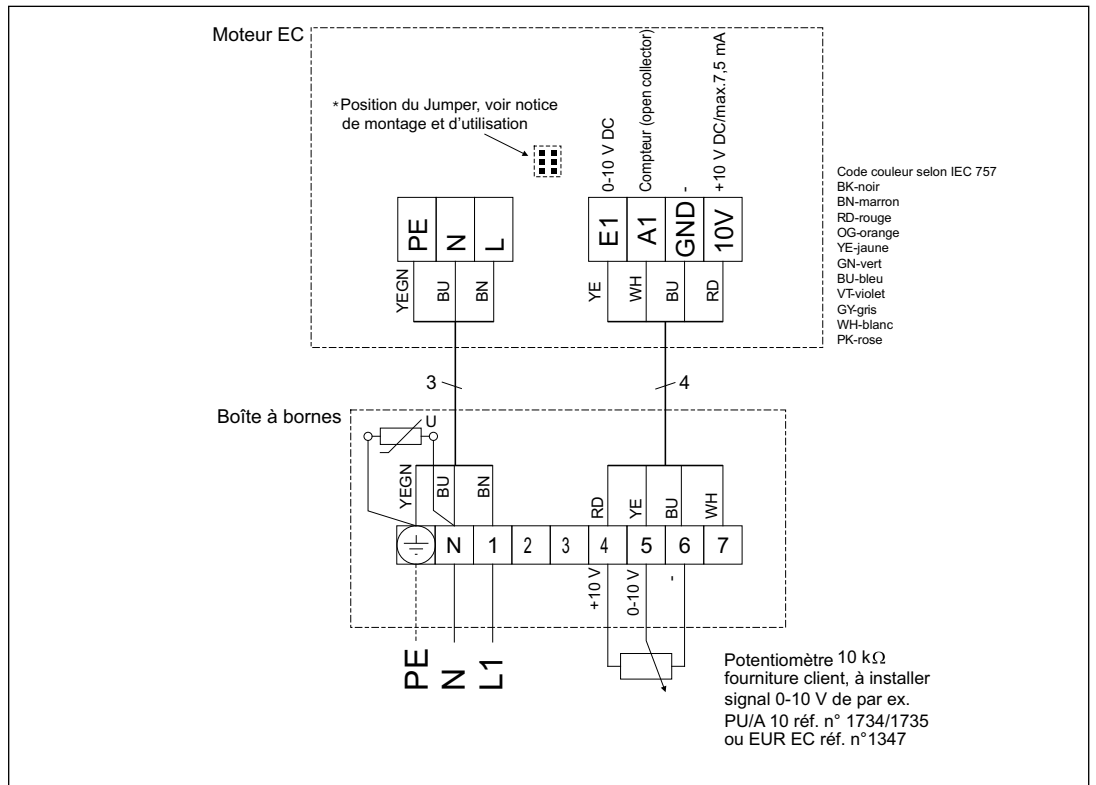 Moteur EC
*Position du Jumper, voir notice
de montage et d'utilisation
0-10 V DC
Compteur (open collector)
-
+10 V DC/max.7,5 mA
PE
N
L
E1
A1
GND
10V
YEGN
BU
BN
YE
WH
BU
RD
Code couleur selon IEC 757
BK-noir
BN-marron
RD-rouge
OG-orange
YE-jaune
GN-vert
BU-bleu
VT-violet
GY-gris
WH-blanc
PK-rose
3
4
Boîte à bornes
U
YEGN
BU
BN
RD
YE
BU
WH
N
1
2
3
4
5
6
7
+10 V
0-10 V
-
PE
N
L1
Potentiomètre 10 kΩ
fourniture client, à installer
signal 0-10 V de par ex.
PU/A 10 réf. n° 1734/1735
ou EUR EC réf. n°1347